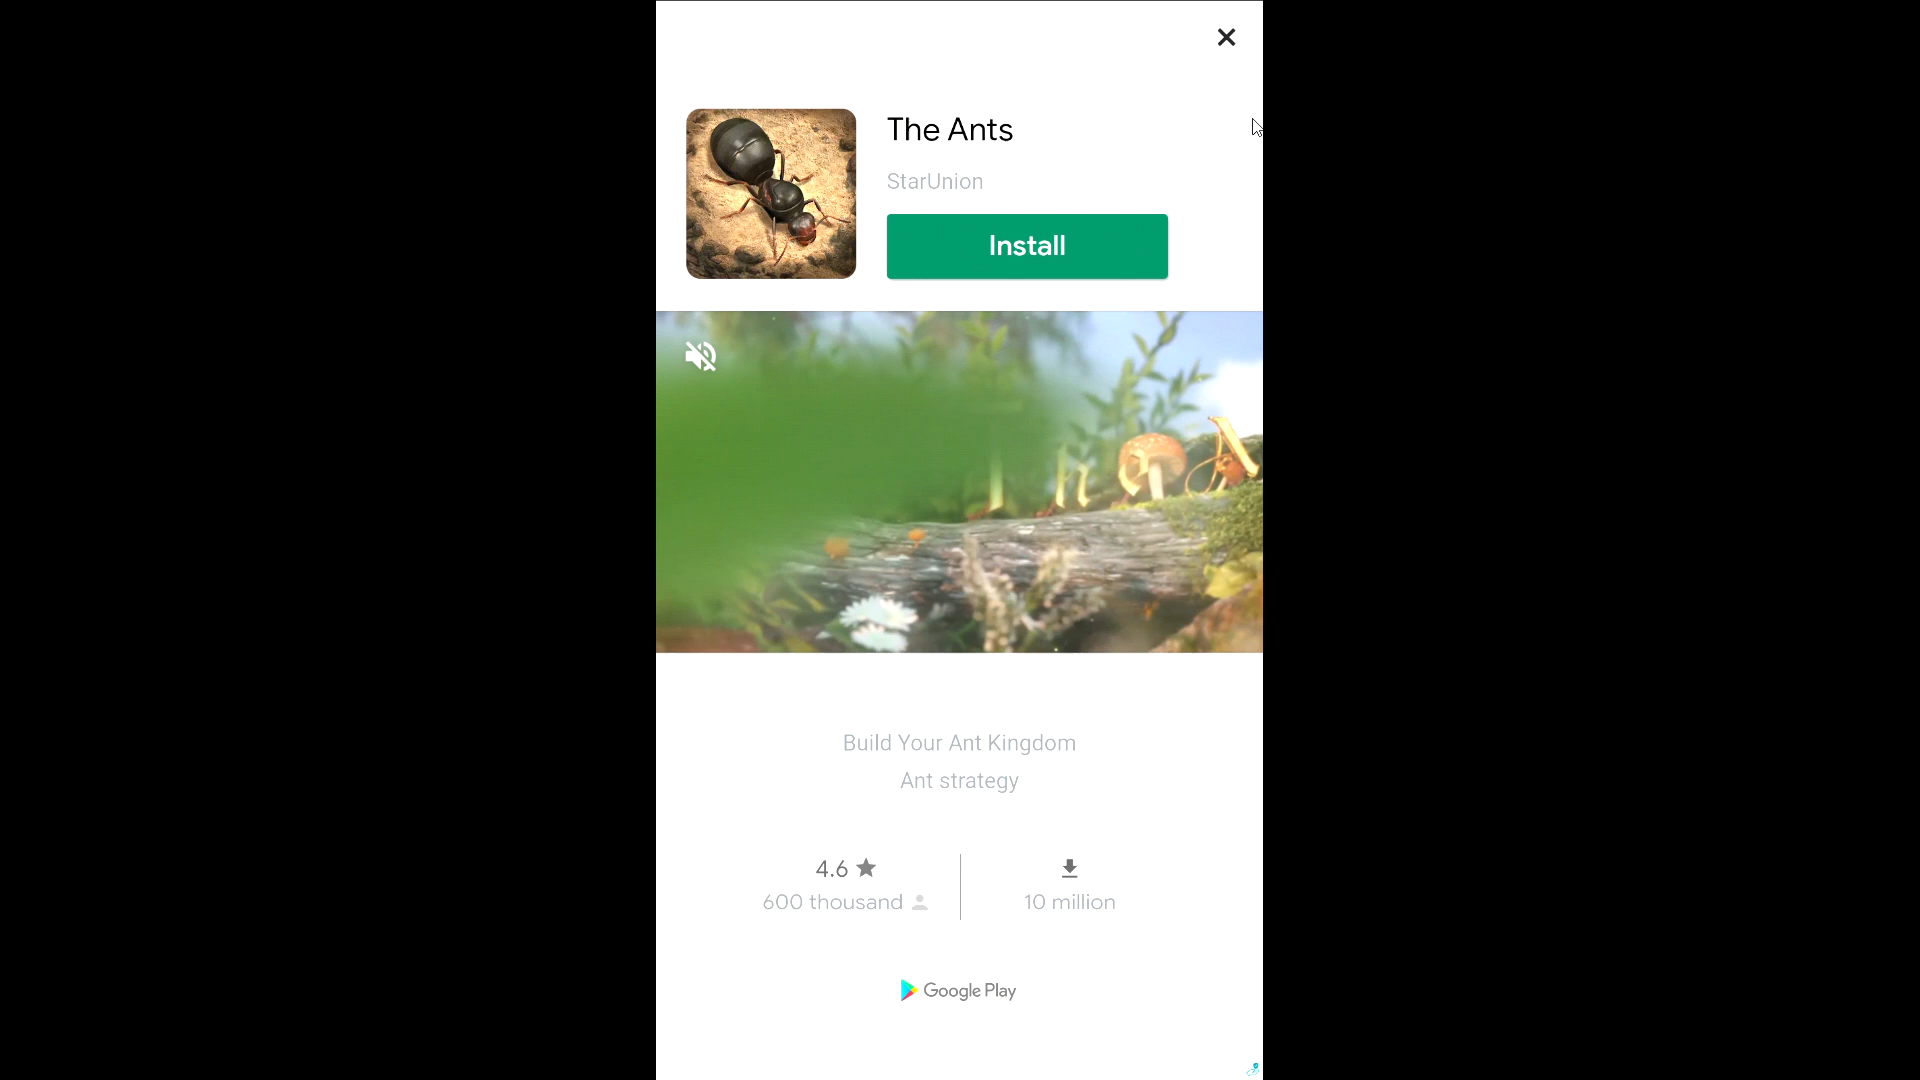 The Ants
StarUnion
Install
Build Your Ant Kingdom
Ant strategy
4.6
600 thousand
10 million
Google Play